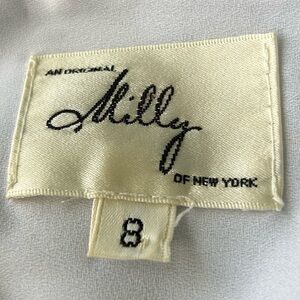 AN ORIGINAL
Milly
OF NEW YORK
8